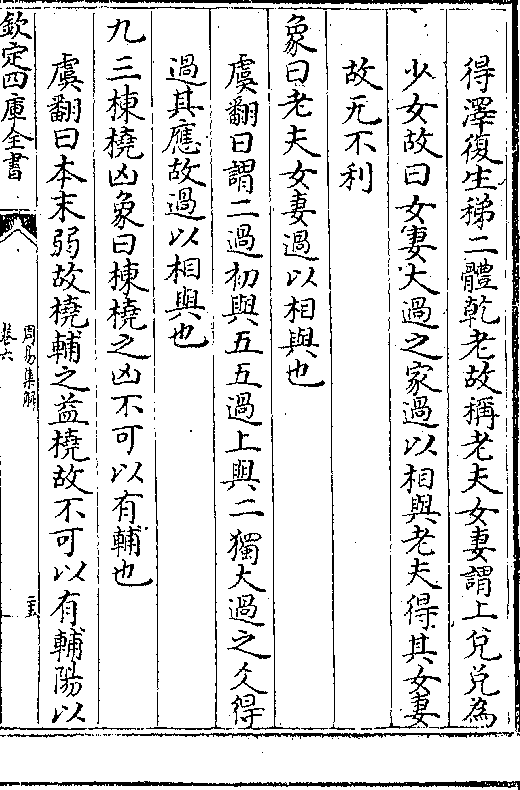 得澤復生稊二體乾老故稱老夫女妻謂上兌兌為
少女故曰女妻大過之家過以相與老夫得其女妻
故无不利
象曰老夫女妻過以相與也
虞翻曰謂二過初與五五過上與二獨大過之爻得
過其應故過以相與也
九三棟橈凶象曰棟橈之凶不可以有輔也
虞翻曰本末弱故橈輔之益橈故不可以有輔陽以
欽定四庫全書
周易集解
卷六